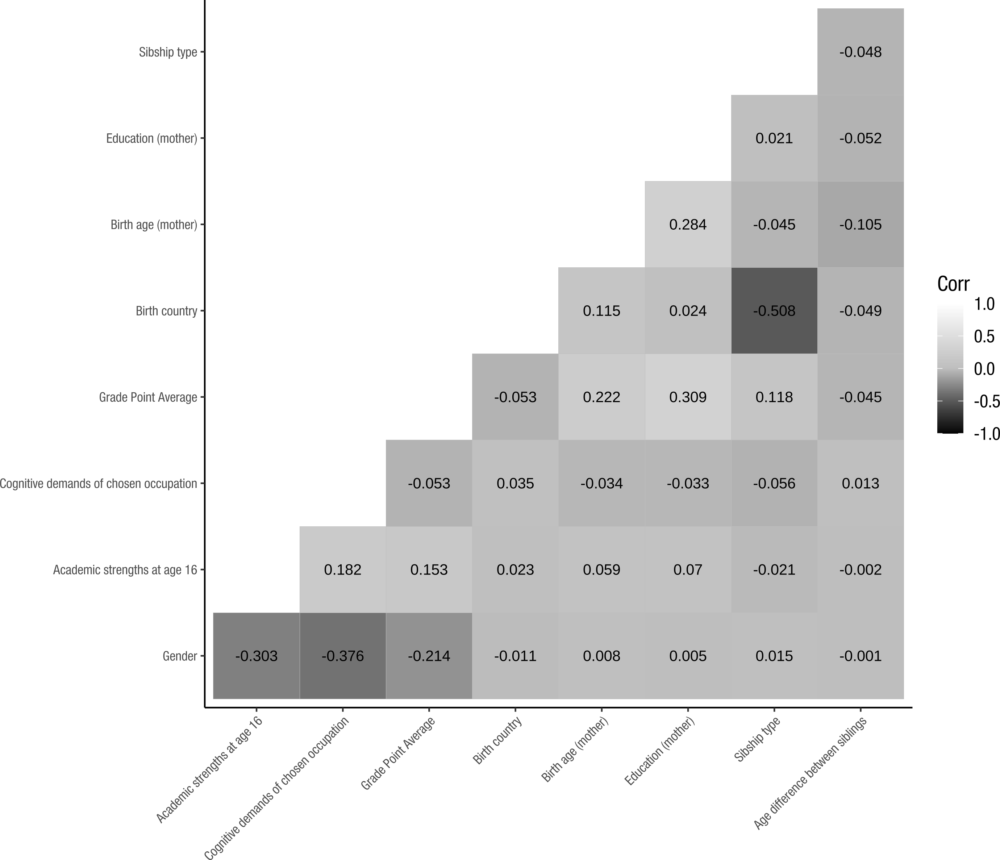 Sibship type
-0.048
Education (mother)
0.021 -0.052
Birth age (mother)
0.284 -0.045 -0.105
Birth country
0.115 0.024 -0.508 -0.049
Grade Point Average
-0.053 0.222 0.309 0.118 -0.045
Cognitive demands of chosen occupation
-0.053 0.035 -0.034 -0.033 -0.056 0.013
Academic strengths at age 16
0.182 0.153 0.023 0.059 0.07 -0.021 -0.002
Gender
-0.303 -0.376 -0.214 -0.011 0.008 0.005 0.015 -0.001
Academic strengths at age 16
Cognitive demands of chosen occupation
Grade Point Average
Birth country
Birth age (mother)
Education (mother)
Sibship type
Age difference between siblings
Corr
1.0
0.5
0.0
-0.5
-1.0